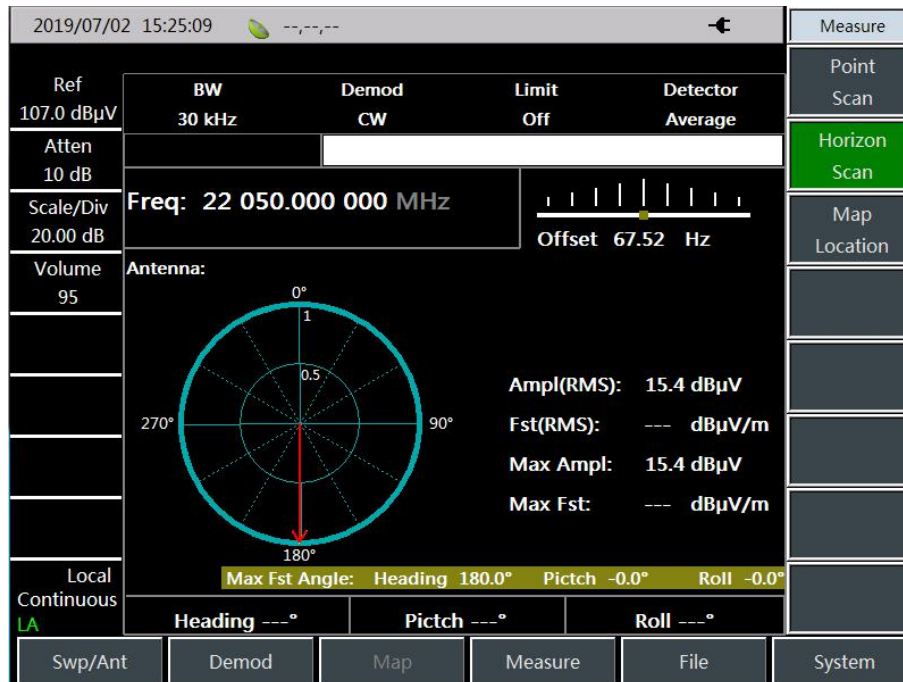 2019/07/02 15:25:09 --,--,--
Measure
Ref
107.0 dBµV
Atten
10 dB
Scale/Div
20.00 dB
Volume
95
Local
Continuous
LA
BW Demod Limit Detector
30 kHz CW Off Average
Freq: 22 050.000 000 MHz
Offset 67.52 Hz
Antenna:
0°
1
0.5
270°
90°
180°
Ampl(RMS): 15.4 dBµV
Fst(RMS): --- dBµV/m
Max Ampl: 15.4 dBµV
Max Fst: --- dBµV/m
Max Fst Angle: Heading 180.0° Pictch -0.0° Roll -0.0°
Heading ---° Pictch ---° Roll ---°
Point
Scan
Horizon
Scan
Map
Location
Swp/Ant Demod Map Measure File System